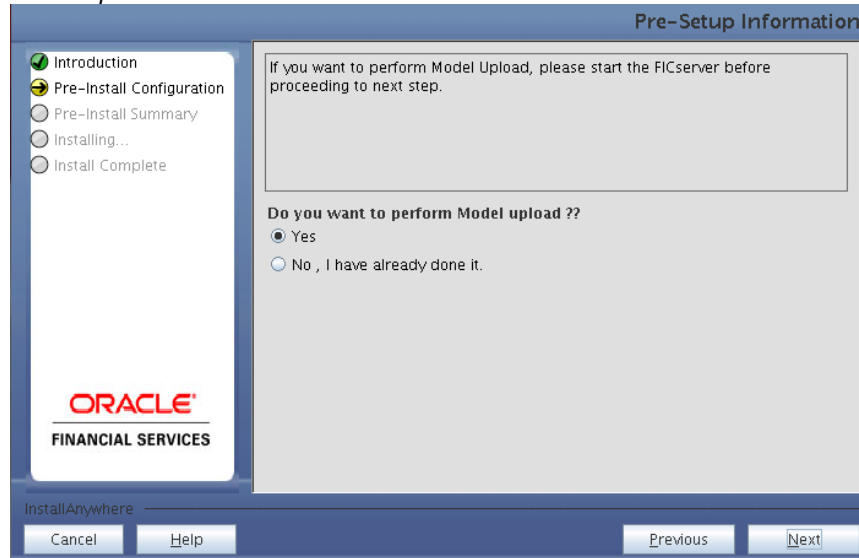 Pre-Setup Information
Introduction
Pre-Install Configuration
Pre-Install Summary
Installing...
Install Complete
If you want to perform Model Upload, please start the FICserver before
proceeding to next step.
Do you want to perform Model upload ??
Yes
No , I have already done it.
ORACLE'
FINANCIAL SERVICES
InstallAnywhere
Cancel
Help
Previous
Next